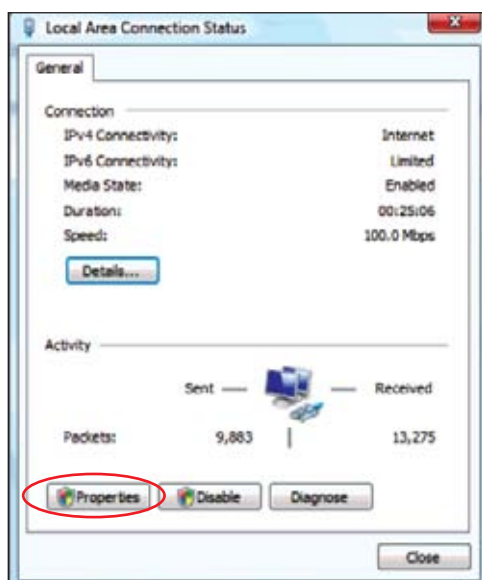 Local Area Connection Status
General
Connection
IPv4 Connectivity: Internet
IPv6 Connectivity: Limited
Media State: Enabled
Duration: 00:25:06
Speed: 100.0 Mbps
Details...
Activity
Sent Received
Packets: 9,883 13,275
Properties Disable Diagnose
Close